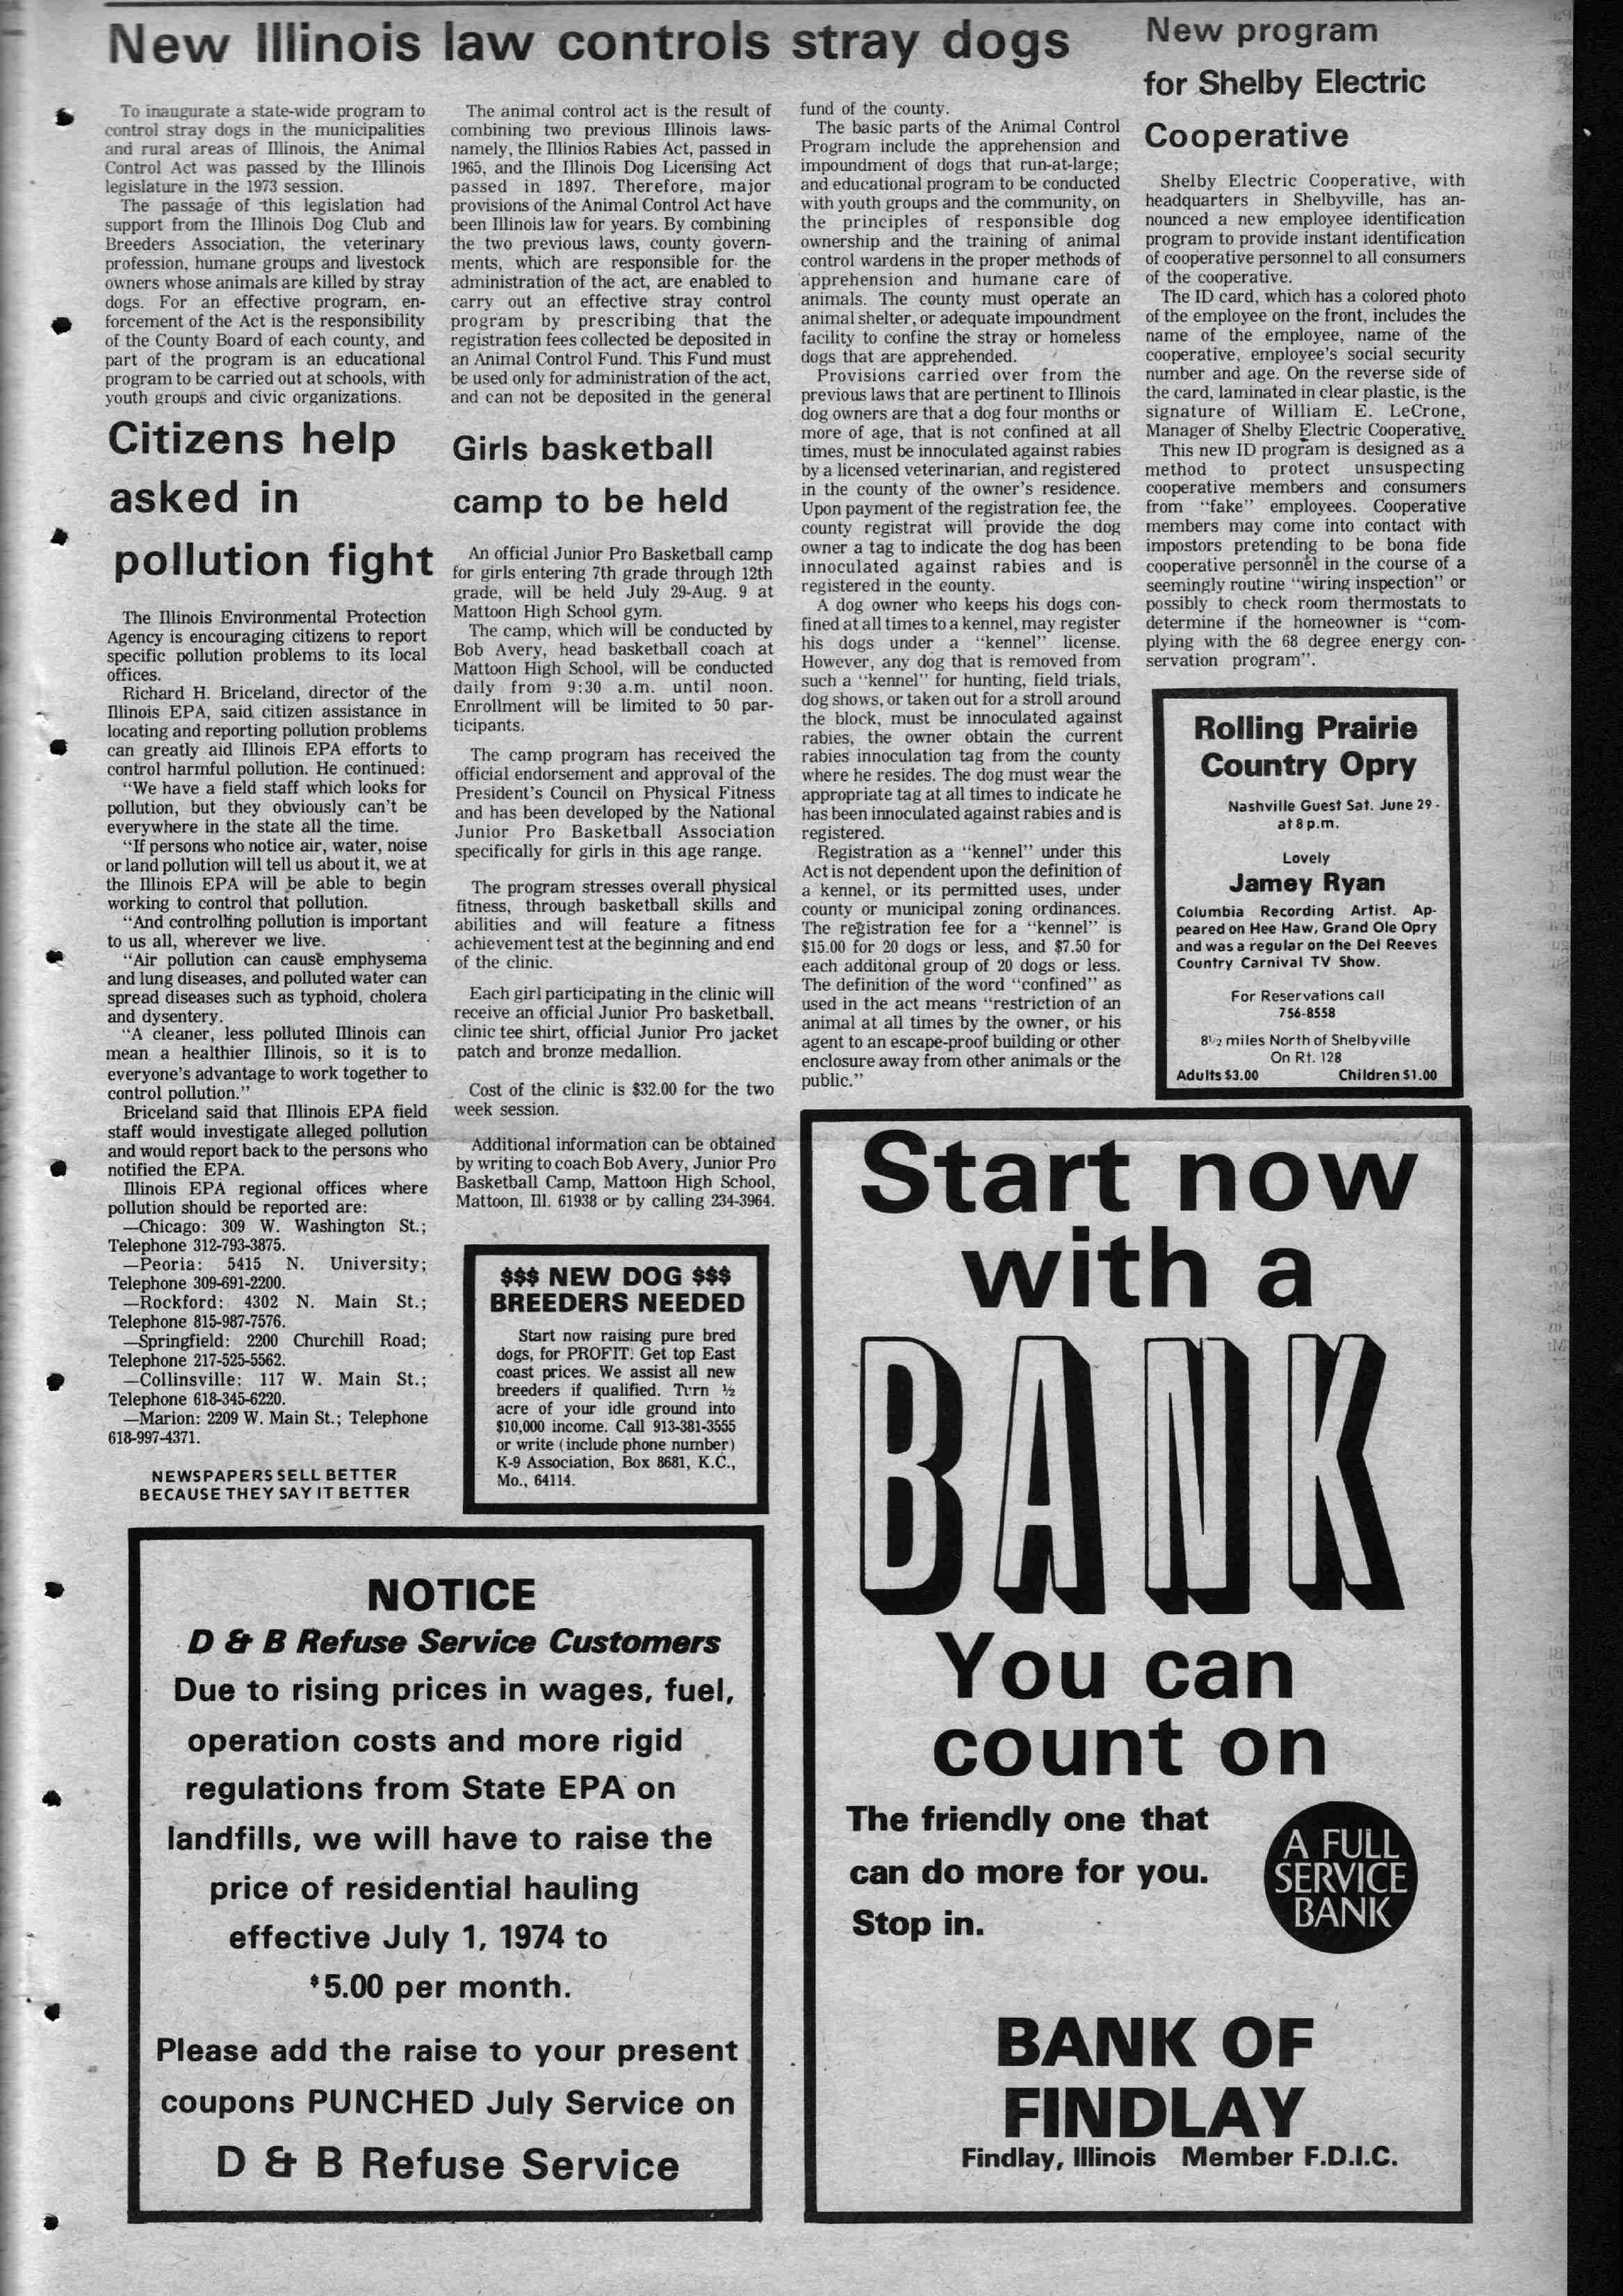 New Illinois law controls stray dogs
To inaugurate a state-wide program to
control stray dogs in the municipalities
and rural areas of Illinois, the Animal
Control Act was passed by the Illinois
legislature in the 1973 session.
The passage of this legislation had
support from the Illinois Dog Club and
Breeders Association, the veterinary
profession, humane groups and livestock
owners whose animals are killed by stray
dogs. For an effective program, en-
forcement of the Act is the responsibility
of the County Board of each county, and
part of the program is an educational
program to be carried out at schools, with
youth groups and civic organizations.
The animal control act is the result of
combining two previous Illinois laws-
namely, the Illinios Rabies Act, passed in
1965, and the Illinois Dog Licensing Act
passed in 1897. Therefore, major
provisions of the Animal Control Act have
been Illinois law for years. By combining
the two previous laws, county govern-
ments, which are responsible for the
administration of the act, are enabled to
carry out an effective stray control
program by prescribing that the
registration fees collected be deposited in
an Animal Control Fund. This Fund must
be used only for administration of the act,
and can not be deposited in the general
fund of the county.
The basic parts of the Animal Control
Program include the apprehension and
impoundment of dogs that run-at-large;
and educational program to be conducted
with youth groups and the community, on
the principles of responsible dog
ownership and the training of animal
control wardens in the proper methods of
apprehension and humane care of
animals. The county must operate an
animal shelter, or adequate impoundment
facility to confine the stray or homeless
dogs that are apprehended.
Provisions carried over from the
previous laws that are pertinent to Illinois
dog owners are that a dog four months or
more of age, that is not confined at all
times, must be innoculated against rabies
by a licensed veterinarian, and registered
in the county of the owner's residence.
Upon payment of the registration fee, the
county registrat will provide the dog
owner a tag to indicate the dog has been
innoculated against rabies and is
registered in the county.
A dog owner who keeps his dogs con-
fined at all times to a kennel, may register
his dogs under a "kennel" license.
However, any dog that is removed from
such a "kennel" for hunting, field trials,
dog shows, or taken out for a stroll around
the block, must be innoculated against
rabies, the owner obtain the current
rabies innoculation tag from the county
where he resides. The dog must wear the
appropriate tag at all times to indicate he
has been innoculated against rabies and is
registered.
Registration as a "kennel" under this
Act is not dependent upon the definition of
a kennel, or its permitted uses, under
county or municipal zoning ordinances.
The registration fee for a "kennel" is
$15.00 for 20 dogs or less, and $7.50 for
each additonal group of 20 dogs or less.
The definition of the word "confined" as
used in the act means "restriction of an
animal at all times by the owner, or his
agent to an escape-proof building or other
enclosure away from other animals or the
public."
New program
for Shelby Electric
Cooperative
Shelby Electric Cooperative, with
headquarters in Shelbyville, has an-
nounced a new employee identification
program to provide instant identification
of cooperative personnel to all consumers
of the cooperative.
The ID card, which has a colored photo
of the employee on the front, includes the
name of the employee, name of the
cooperative, employee's social security
number and age. On the reverse side of
the card, laminated in clear plastic, is the
signature of William E. LeCrone,
Manager of Shelby Electric Cooperative.
This new ID program is designed as a
method to protect unsuspecting
cooperative members and consumers
from "fake" employees. Cooperative
members may come into contact with
impostors pretending to be bona fide
cooperative personnel in the course of a
seemingly routine "wiring inspection" or
possibly to check room thermostats to
determine if the homeowner is "com-
plying with the 68 degree energy con-
servation program".
Citizens help
asked in
pollution fight
The Illinois Environmental Protection
Agency is encouraging citizens to report
specific pollution problems to its local
offices.
Richard H. Briceland, director of the
Illinois EPA, said citizen assistance in
locating and reporting pollution problems
can greatly aid Illinois EPA efforts to
control harmful pollution. He continued:
"We have a field staff which looks for
pollution, but they obviously can't be
everywhere in the state all the time.
"If persons who notice air, water, noise
or land pollution will tell us about it, we at
the Illinois EPA will be able to begin
working to control that pollution.
"And controlling pollution is important
to us all, wherever we live.
"Air pollution can cause emphysema
and lung diseases, and polluted water can
spread diseases such as typhoid, cholera
and dysentery.
"A cleaner, less polluted Illinois can
mean a healthier Illinois, so it is to
everyone's advantage to work together to
control pollution."
Briceland said that Illinois EPA field
staff would investigate alleged pollution
and would report back to the persons who
notified the EPA.
Illinois EPA regional offices where
pollution should be reported are:
—Chicago: 309 W. Washington St.;
Telephone 312-793-3875.
—Peoria: 5415 N. University;
Telephone 309-691-2200.
—Rockford: 4302 N. Main St.;
Telephone 815-987-7576.
—Springfield: 2200 Churchill Road;
Telephone 217-525-5562.
—Collinsville: 117 W. Main St.;
Telephone 618-345-6220.
—Marion: 2209 W. Main St.; Telephone
618-997-4371.
NEWSPAPERS SELL BETTER
BECAUSE THEY SAY IT BETTER
Girls basketball
camp to be held
An official Junior Pro Basketball camp
for girls entering 7th grade through 12th
grade, will be held July 29-Aug. 9 at
Mattoon High School gym.
The camp, which will be conducted by
Bob Avery, head basketball coach at
Mattoon High School, will be conducted
daily from 9:30 a.m. until noon.
Enrollment will be limited to 50 par-
ticipants.
The camp program has received the
official endorsement and approval of the
President's Council on Physical Fitness
and has been developed by the National
Junior Pro Basketball Association
specifically for girls in this age range.
The program stresses overall physical
fitness, through basketball skills and
abilities and will feature a fitness
achievement test at the beginning and end
of the clinic.
Each girl participating in the clinic will
receive an official Junior Pro basketball,
clinic tee shirt, official Junior Pro jacket
patch and bronze medallion.
Cost of the clinic is $32.00 for the two
week session.
Additional information can be obtained
by writing to coach Bob Avery, Junior Pro
Basketball Camp, Mattoon High School,
Mattoon, Ill. 61938 or by calling 234-3964.
$$$ NEW DOG $$$
BREEDERS NEEDED
Start now raising pure bred
dogs, for PROFIT. Get top East
coast prices. We assist all new
breeders if qualified. Turn ½
acre of your idle ground into
$10,000 income. Call 913-381-3555
or write (include phone number)
K-9 Association, Box 8681, K.C.,
Mo., 64114.
Rolling Prairie
Country Opry
Nashville Guest Sat. June 29 -
at 8 p.m.
Lovely
Jamey Ryan
Columbia Recording Artist. Ap-
peared on Hee Haw, Grand Ole Opry
and was a regular on the Del Reeves
Country Carnival TV Show.
For Reservations call
756-8558
8½ miles North of Shelbyville
On Rt. 128
Adults $3.00 Children $1.00
NOTICE
D & B Refuse Service Customers
Due to rising prices in wages, fuel,
operation costs and more rigid
regulations from State EPA on
landfills, we will have to raise the
price of residential hauling
effective July 1, 1974 to
$5.00 per month.
Please add the raise to your present
coupons PUNCHED July Service on
D & B Refuse Service
Start now
with a
BANK
You can
count on
The friendly one that
can do more for you.
Stop in.
A FULL
SERVICE
BANK
BANK OF
FINDLAY
Findlay, Illinois Member F.D.I.C.